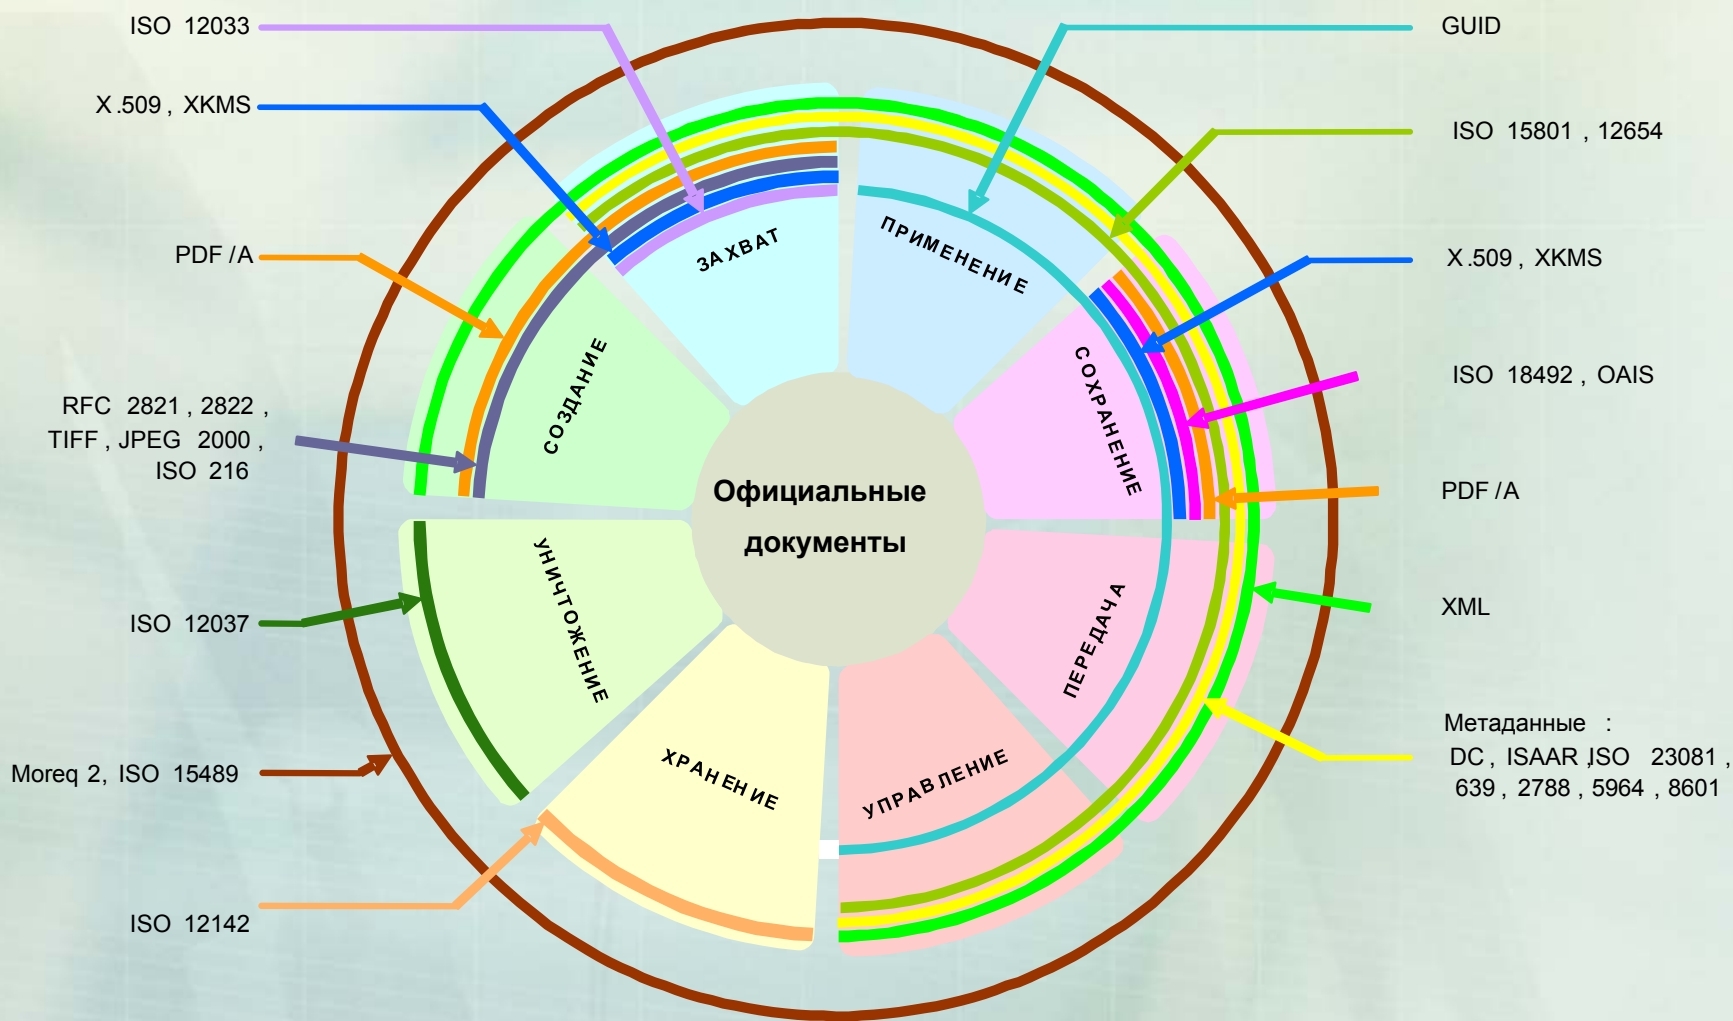 ISO 12033
X.509, XKMS
PDF/A
RFC 2821, 2822,
TIFF, JPEG 2000,
ISO 216
ISO 12037
Moreq 2, ISO 15489
ISO 12142
ЗАХВАТ
ПРИМЕНЕНИЕ
СОЗДАНИЕ
СОХРАНЕНИЕ
Официальные
документы
УНИЧТОЖЕНИЕ
ПЕРЕДАЧА
ХРАНЕНИЕ
УПРАВЛЕНИЕ
GUID
ISO 15801, 12654
X.509, XKMS
ISO 18492, OAIS
PDF/A
XML
Метаданные :
DC, ISAAR, ISO 23081,
639, 2788, 5964, 8601